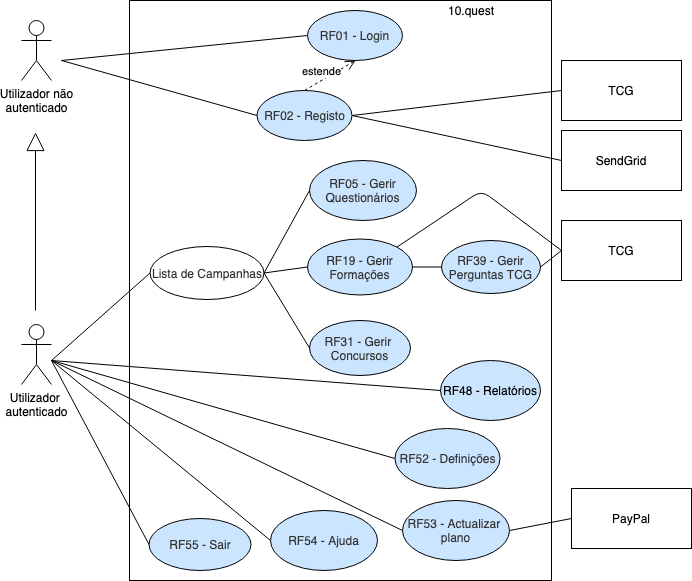 10.quest
RF01 - Login
estende
Utilizador não
autenticado
RF02 - Registo
TCG
SendGrid
RF05 - Gerir
Questionários
Lista de Campanhas
RF19 - Gerir
Formações
RF39 - Gerir
Perguntas TCG
TCG
RF31 - Gerir
Concursos
Utilizador
autenticado
RF48 - Relatórios
RF52 - Definições
RF53 - Actualizar
plano
PayPal
RF54 - Ajuda
RF55 - Sair